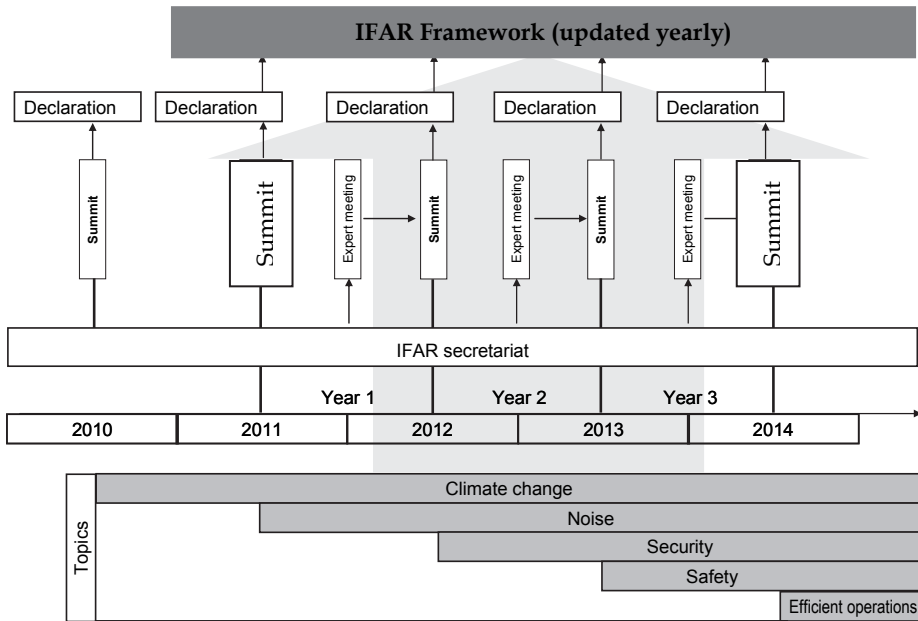 IFAR Framework (updated yearly)
Declaration
Declaration
Declaration
Declaration
Declaration
Summit
Summit
Expert meeting
Summit
Expert meeting
Summit
Expert meeting
Summit
IFAR secretariat
Year 1
Year 2
Year 3
2010
2011
2012
2013
2014
Topics
Climate change
Noise
Security
Safety
Efficient operations